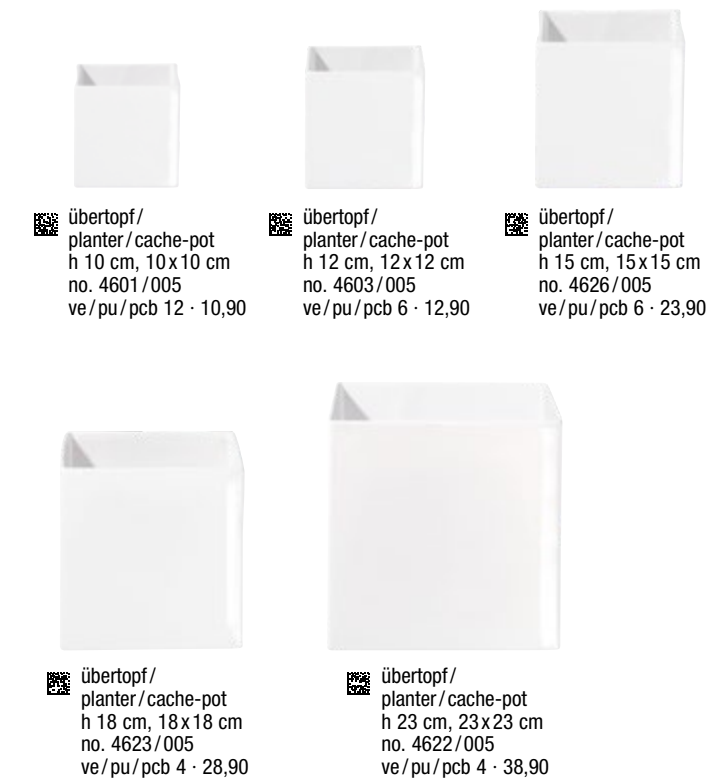 übertopf/
planter/cache-pot
h 10 cm, 10x10 cm
no. 4601/005
ve/pu/pcb 12 · 10,90
übertopf/
planter/cache-pot
h 12 cm, 12x12 cm
no. 4603/005
ve/pu/pcb 6 · 12,90
übertopf/
planter/cache-pot
h 15 cm, 15x15 cm
no. 4626/005
ve/pu/pcb 6 · 23,90
übertopf/
planter/cache-pot
h 18 cm, 18x18 cm
no. 4623/005
ve/pu/pcb 4 · 28,90
übertopf/
planter/cache-pot
h 23 cm, 23x23 cm
no. 4622/005
ve/pu/pcb 4 · 38,90